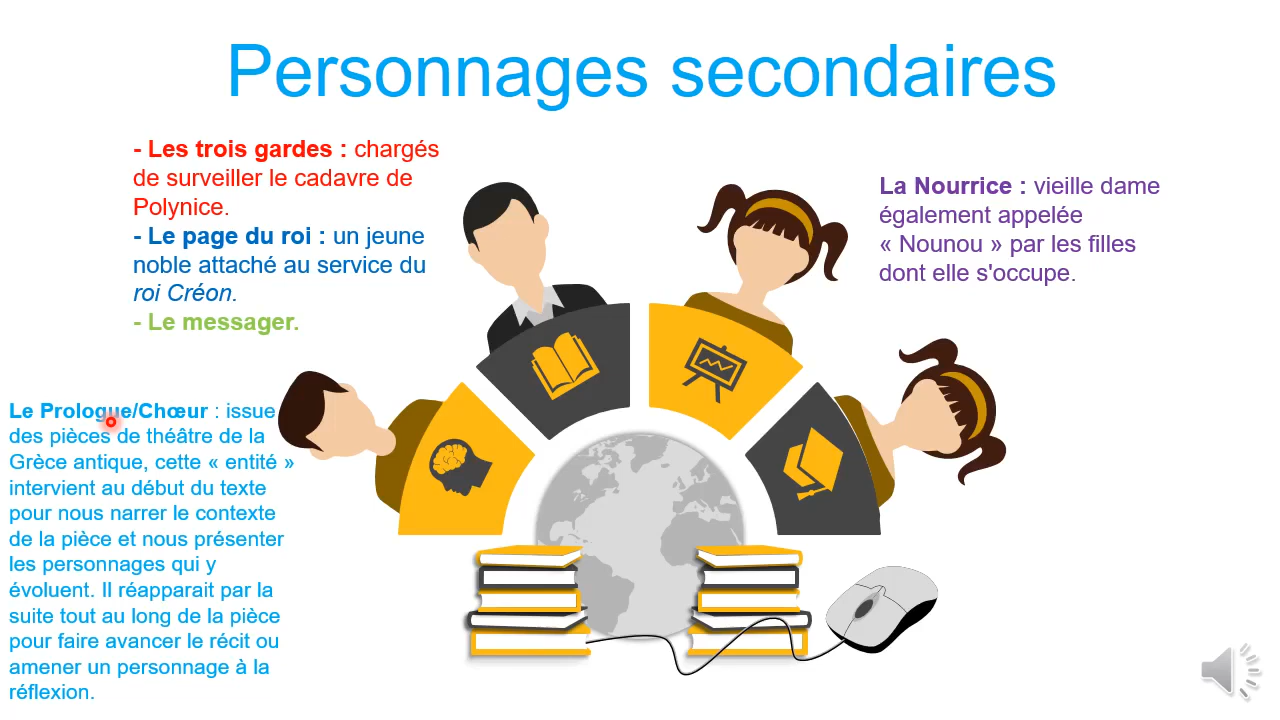 Personnages secondaires
- Les trois gardes : chargés
de surveiller le cadavre de
Polynice.
- Le page du roi : un jeune
noble attaché au service du
roi Créon.
- Le messager.
La Nourrice : vieille dame
également appelée
« Nounou » par les filles
dont elle s'occupe.
Le Prologue/Chœur : issue
des pièces de théâtre de la
Grèce antique, cette « entité »
intervient au début du texte
pour nous narrer le contexte
de la pièce et nous présenter
les personnages qui y
évoluent. Il réapparait par la
suite tout au long de la pièce
pour faire avancer le récit ou
amener un personnage à la
réflexion.